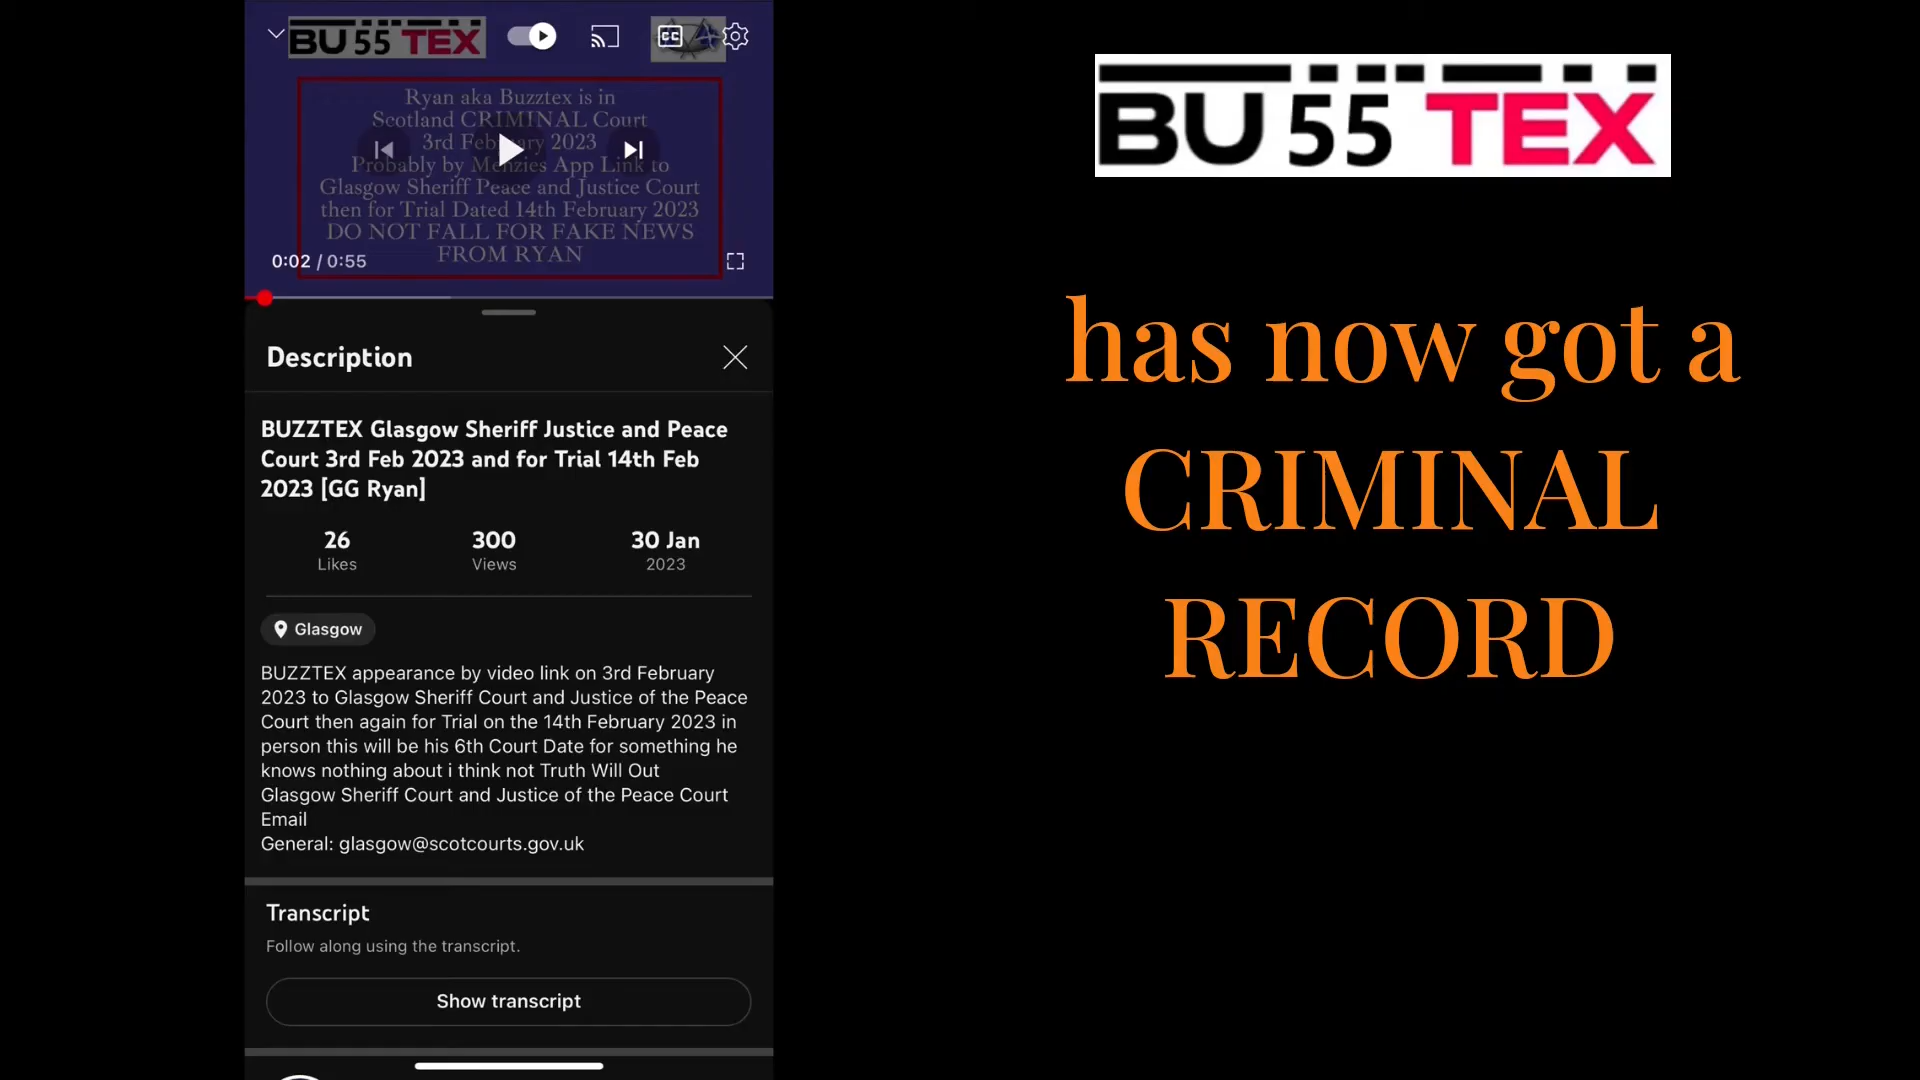 BU55TEX
CC
Ryan aka Buzztex is in
Scotland CRIMINAL Court
3rd February 2023
Probably by Menzies App Link to
Glasgow Sheriff Peace and Justice Court
then for Trial Dated 14th February 2023
DO NOT FALL FOR FAKE NEWS
FROM RYAN
0:02 / 0:55
Description
BUZZTEX Glasgow Sheriff Justice and Peace
Court 3rd Feb 2023 and for Trial 14th Feb
2023 [GG Ryan]
26 300 30 Jan
Likes Views 2023
Glasgow
BUZZTEX appearance by video link on 3rd February
2023 to Glasgow Sheriff Court and Justice of the Peace
Court then again for Trial on the 14th February 2023 in
person this will be his 6th Court Date for something he
knows nothing about i think not Truth Will Out
Glasgow Sheriff Court and Justice of the Peace Court
Email
General: glasgow@scotcourts.gov.uk
Transcript
Follow along using the transcript.
Show transcript
BU55TEX
has now got a
CRIMINAL
RECORD